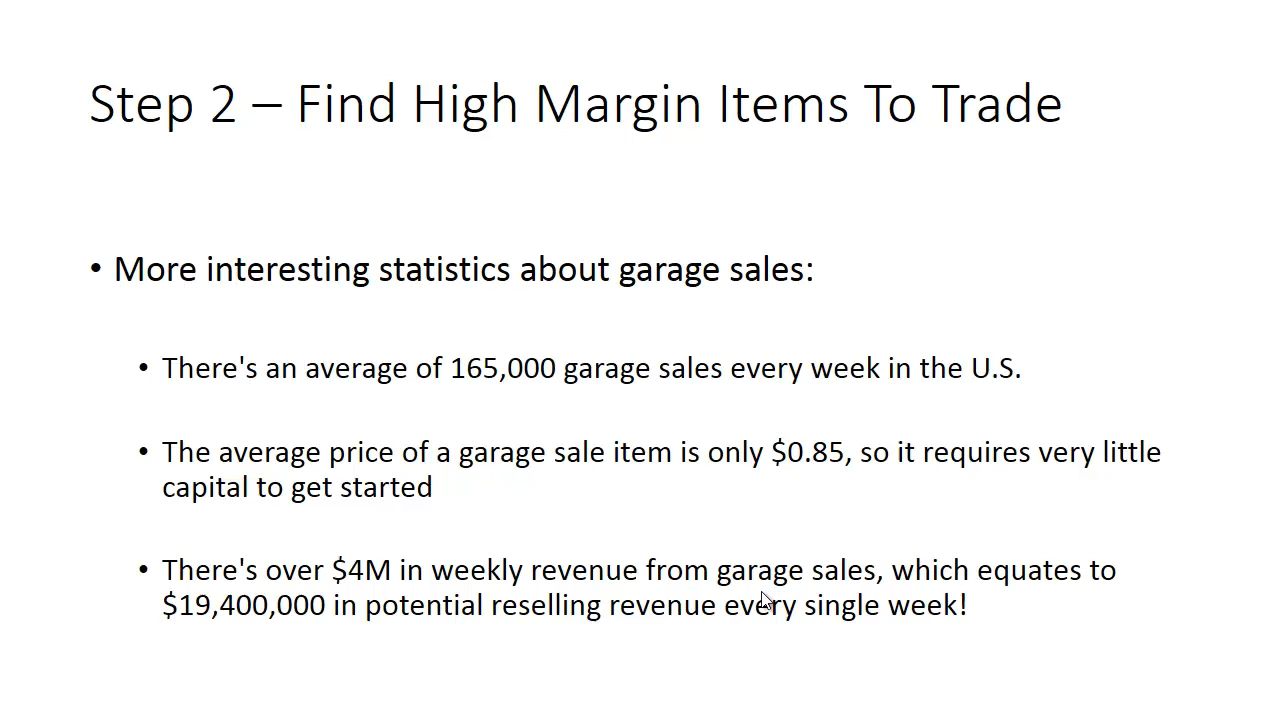 Step 2 – Find High Margin Items To Trade
• More interesting statistics about garage sales:
• There's an average of 165,000 garage sales every week in the U.S.
• The average price of a garage sale item is only $0.85, so it requires very little
capital to get started
• There's over $4M in weekly revenue from garage sales, which equates to
$19,400,000 in potential reselling revenue every single week!